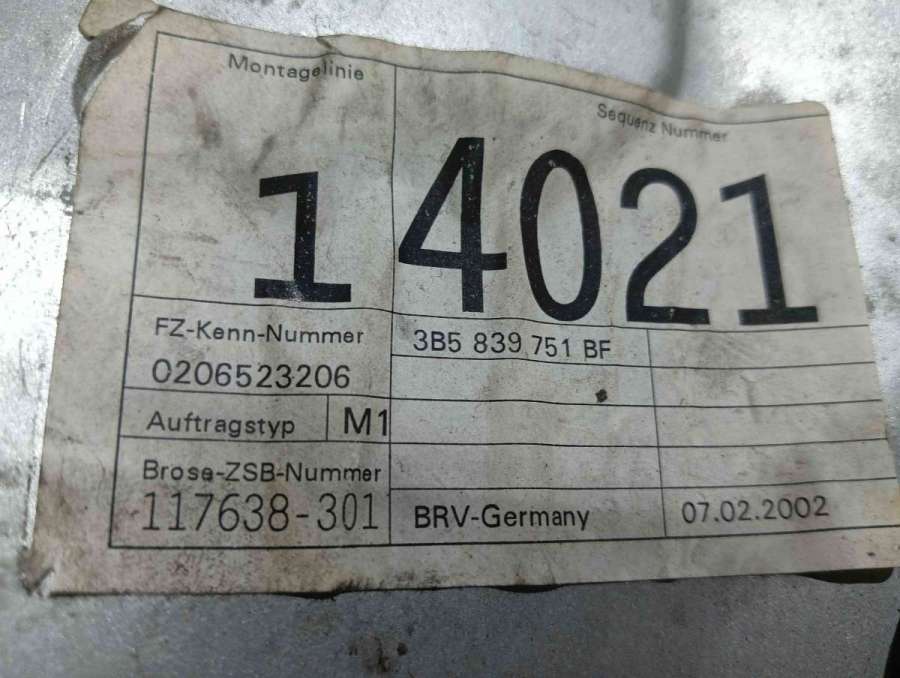 Montagelinie
Sequenz Nummer
1 4021
FZ-Kenn-Nummer
3B5 839 751 BF
0206523206
Auftragstyp M1
Brose-ZSB-Nummer
117638-301
BRV-Germany
07.02.2002